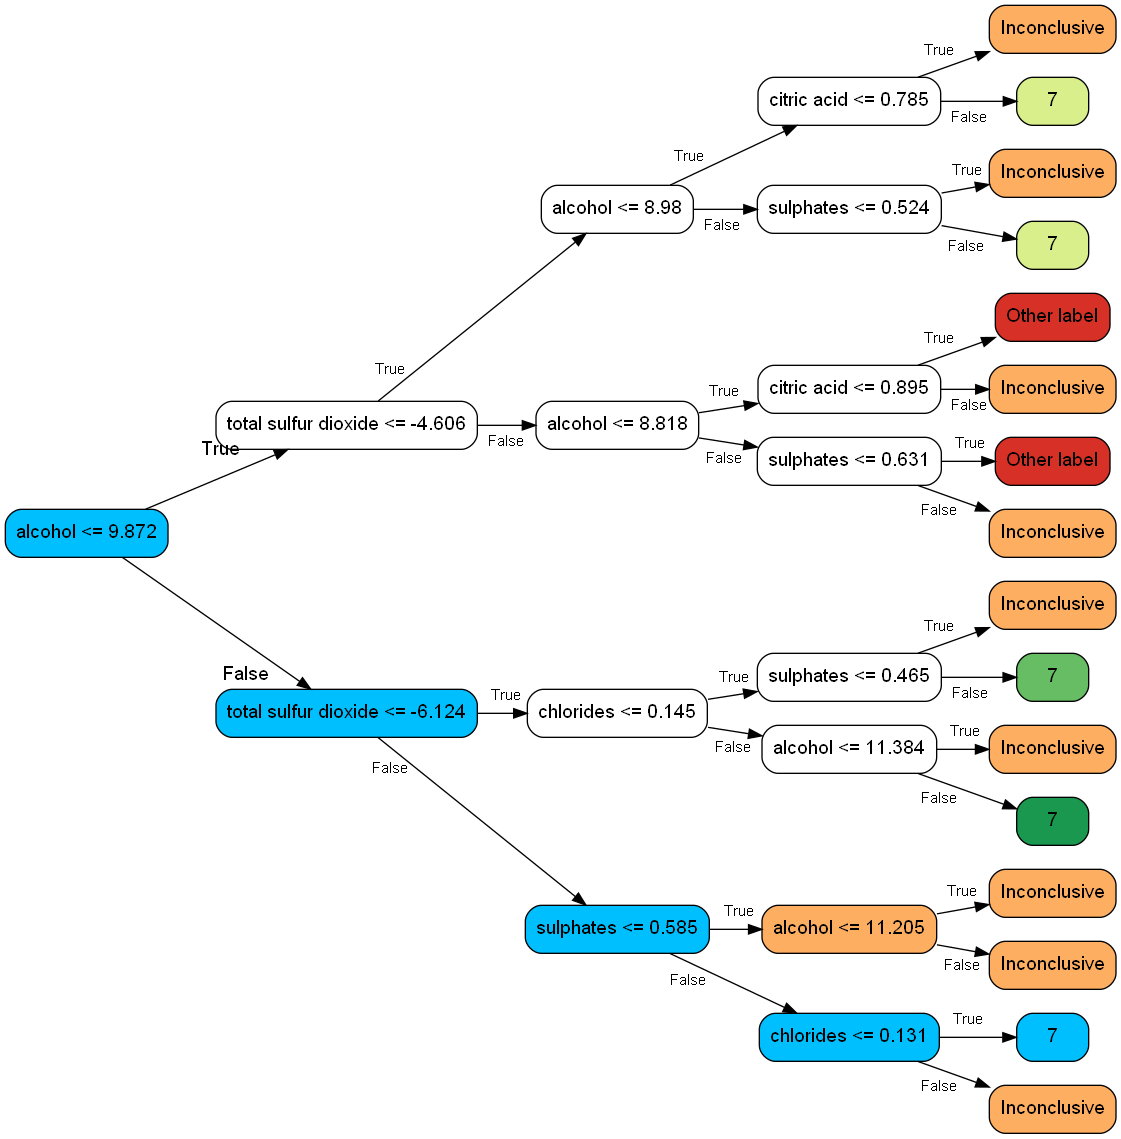 Inconclusive
True
citric acid <= 0.785
7
False
True
Inconclusive
True
alcohol <= 8.98
sulphates <= 0.524
False
7
False
Other label
True
True
citric acid <= 0.895
Inconclusive
False
True
total sulfur dioxide <= -4.606
alcohol <= 8.818
False
True
True
Other label
False
sulphates <= 0.631
False
Inconclusive
alcohol <= 9.872
Inconclusive
True
False
True
True
sulphates <= 0.465
7
False
total sulfur dioxide <= -6.124
chlorides <= 0.145
True
False
alcohol <= 11.384
Inconclusive
False
False
7
Inconclusive
True
True
sulphates <= 0.585
alcohol <= 11.205
False
Inconclusive
False
True
chlorides <= 0.131
7
False
Inconclusive